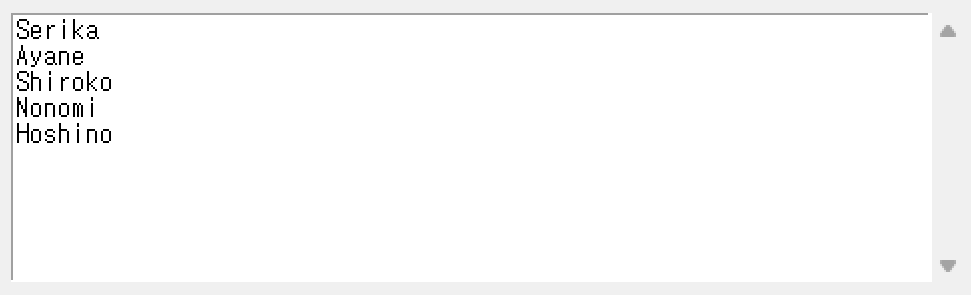 Serika
Ayane
Shiroko
Nonomi
Hoshino